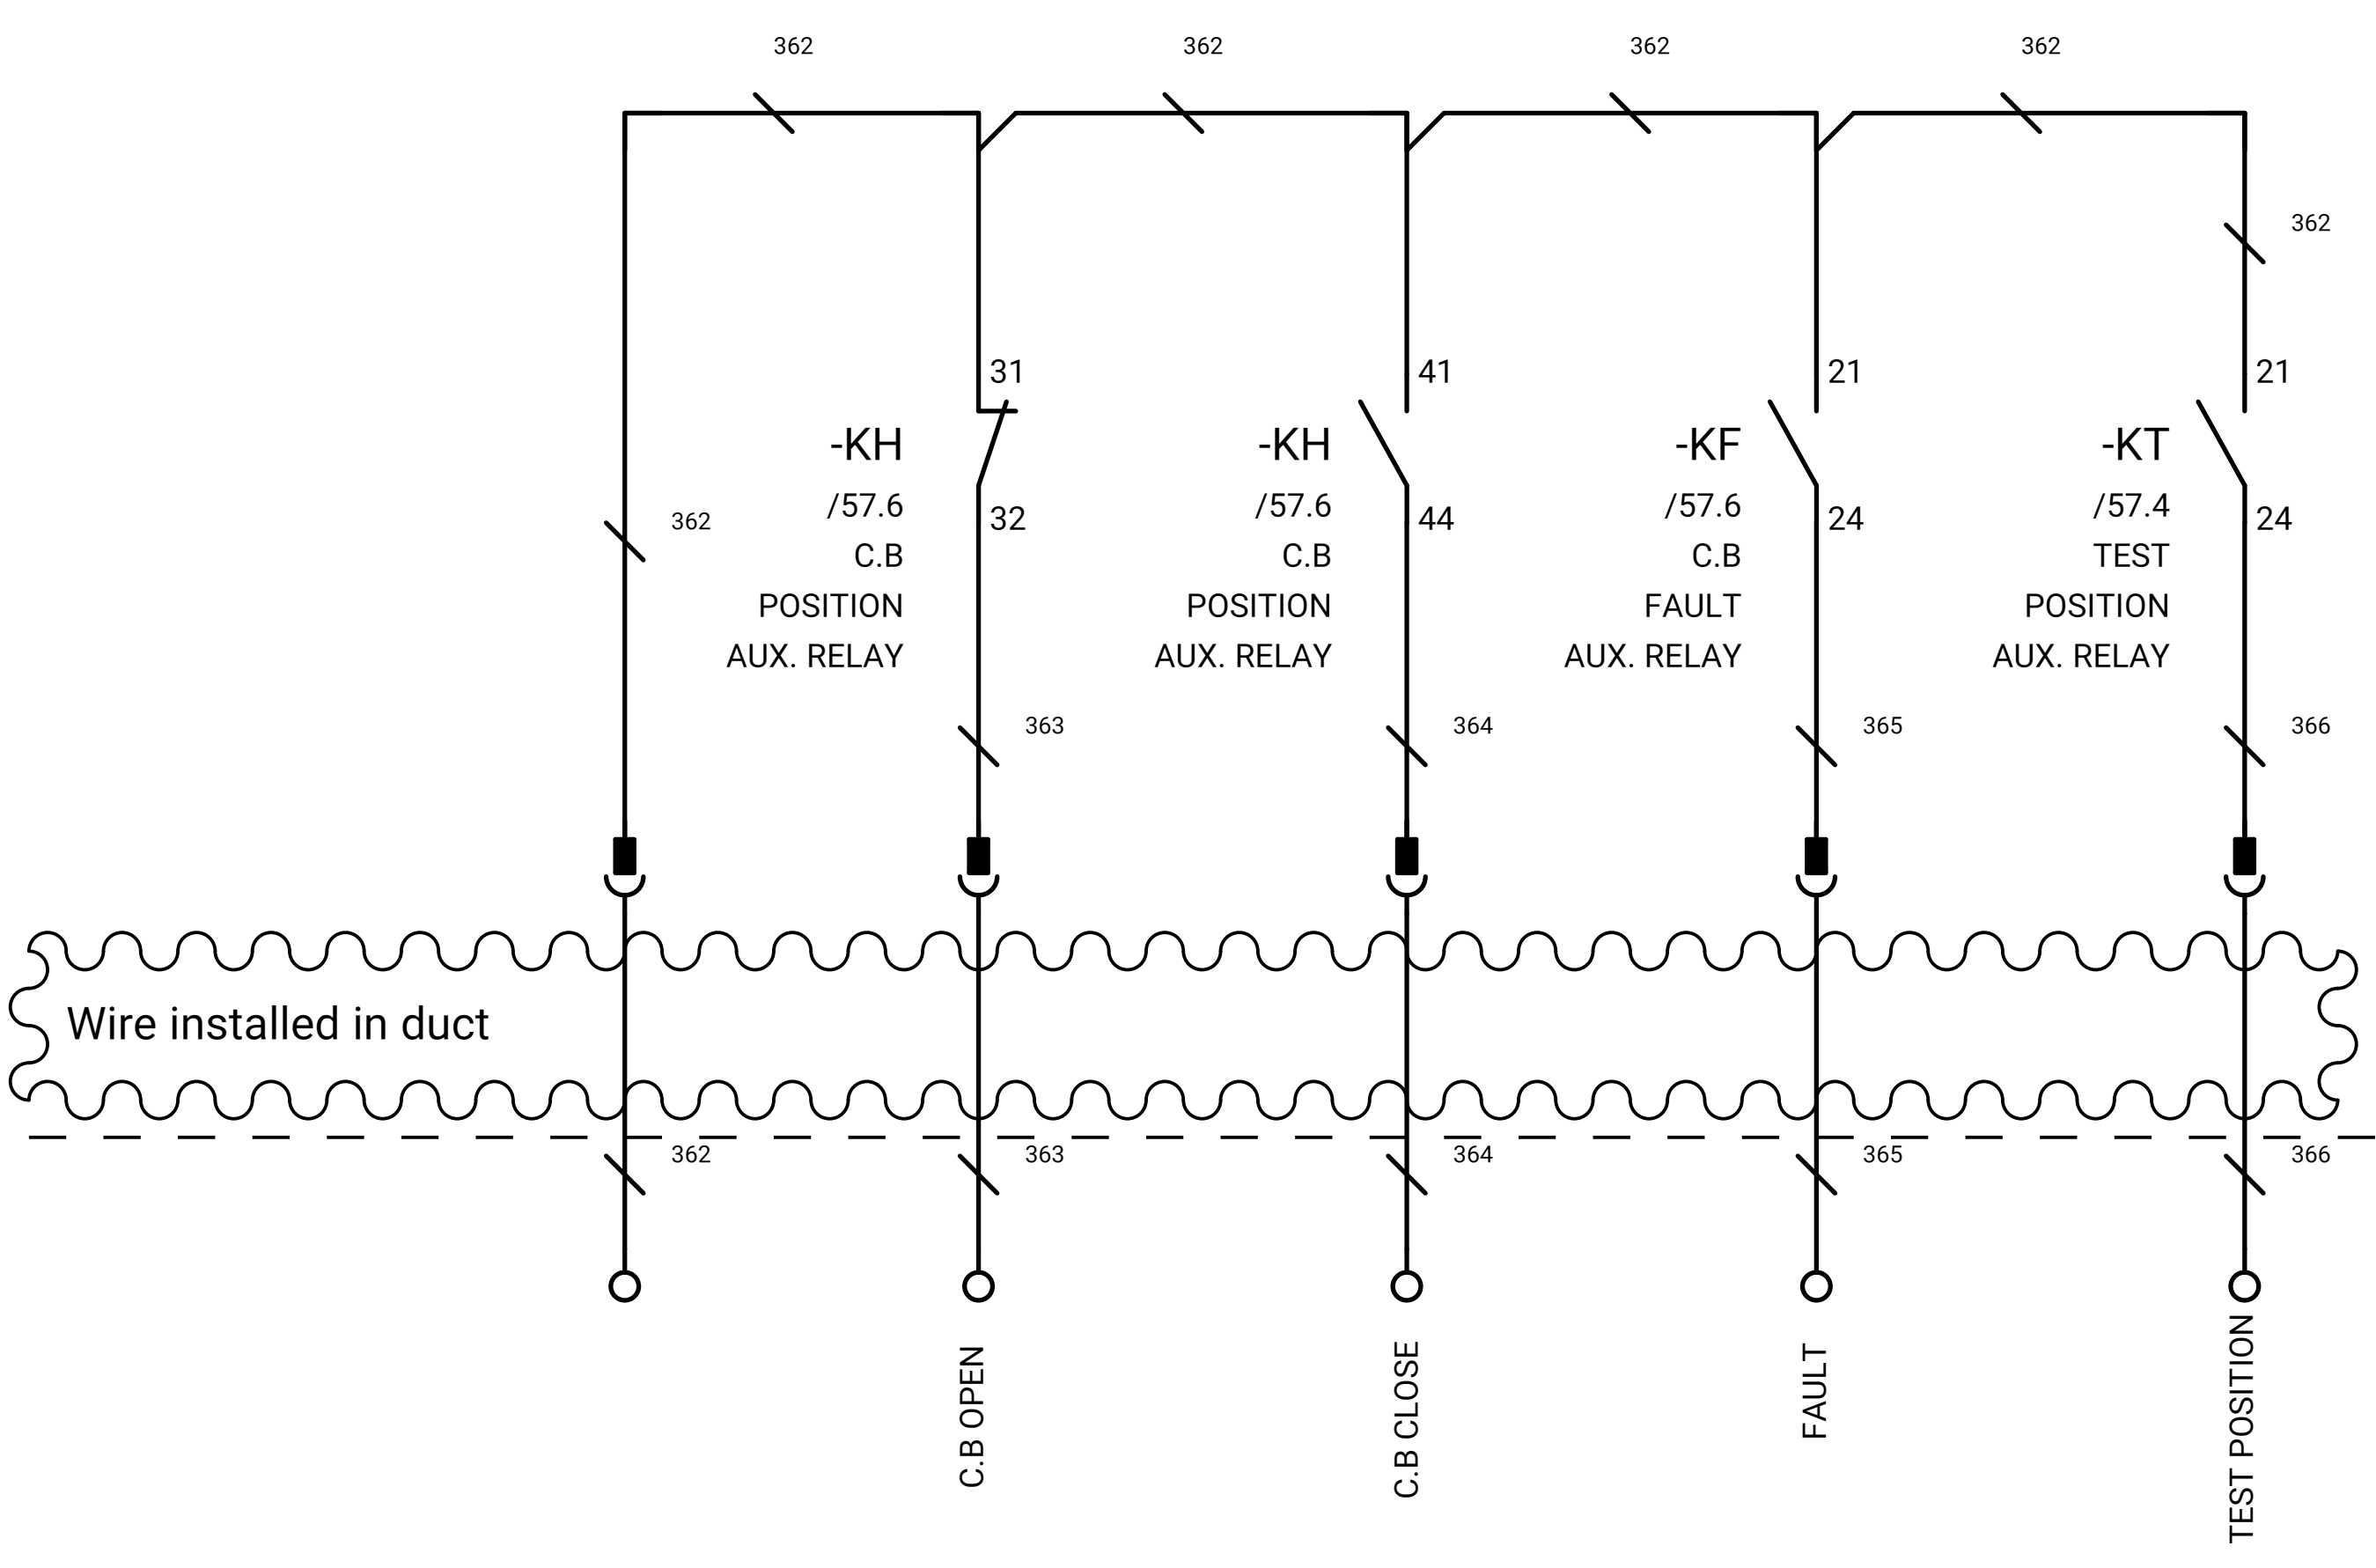 362 362 362 362
362
31 41 21 21
-KH -KH -KF -KT
/57.6 /57.6 /57.6 /57.4
362 32 44 24 24
C.B C.B C.B TEST
POSITION POSITION FAULT POSITION
AUX. RELAY AUX. RELAY AUX. RELAY AUX. RELAY
363 364 365 366
Wire installed in duct
362 363 364 365 366
C.B OPEN
C.B CLOSE
FAULT
TEST POSITION